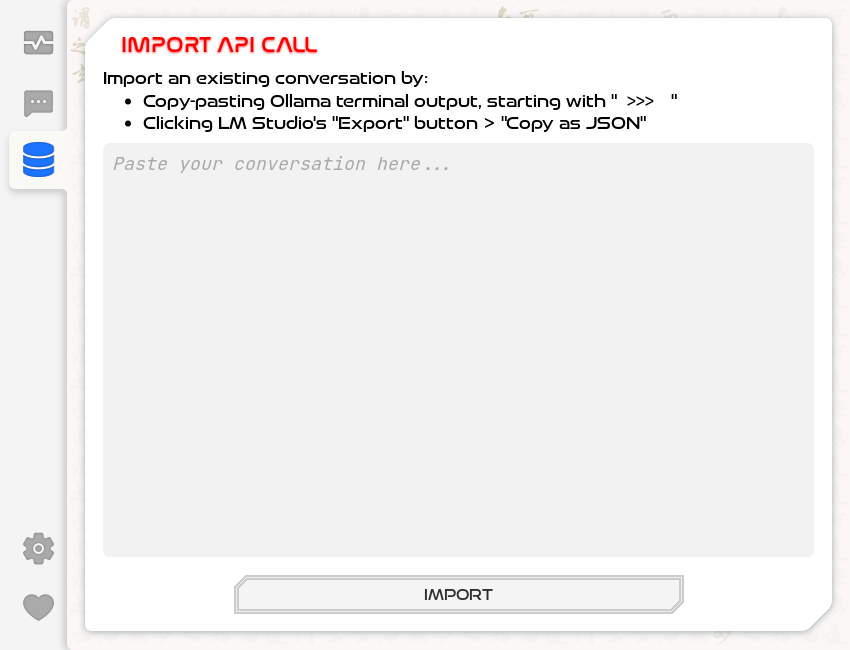 IMPORT API CALL
Import an existing conversation by:
• Copy-pasting Ollama terminal output, starting with " >>> "
• Clicking LM Studio's "Export" button > "Copy as JSON"
Paste your conversation here...
IMPORT